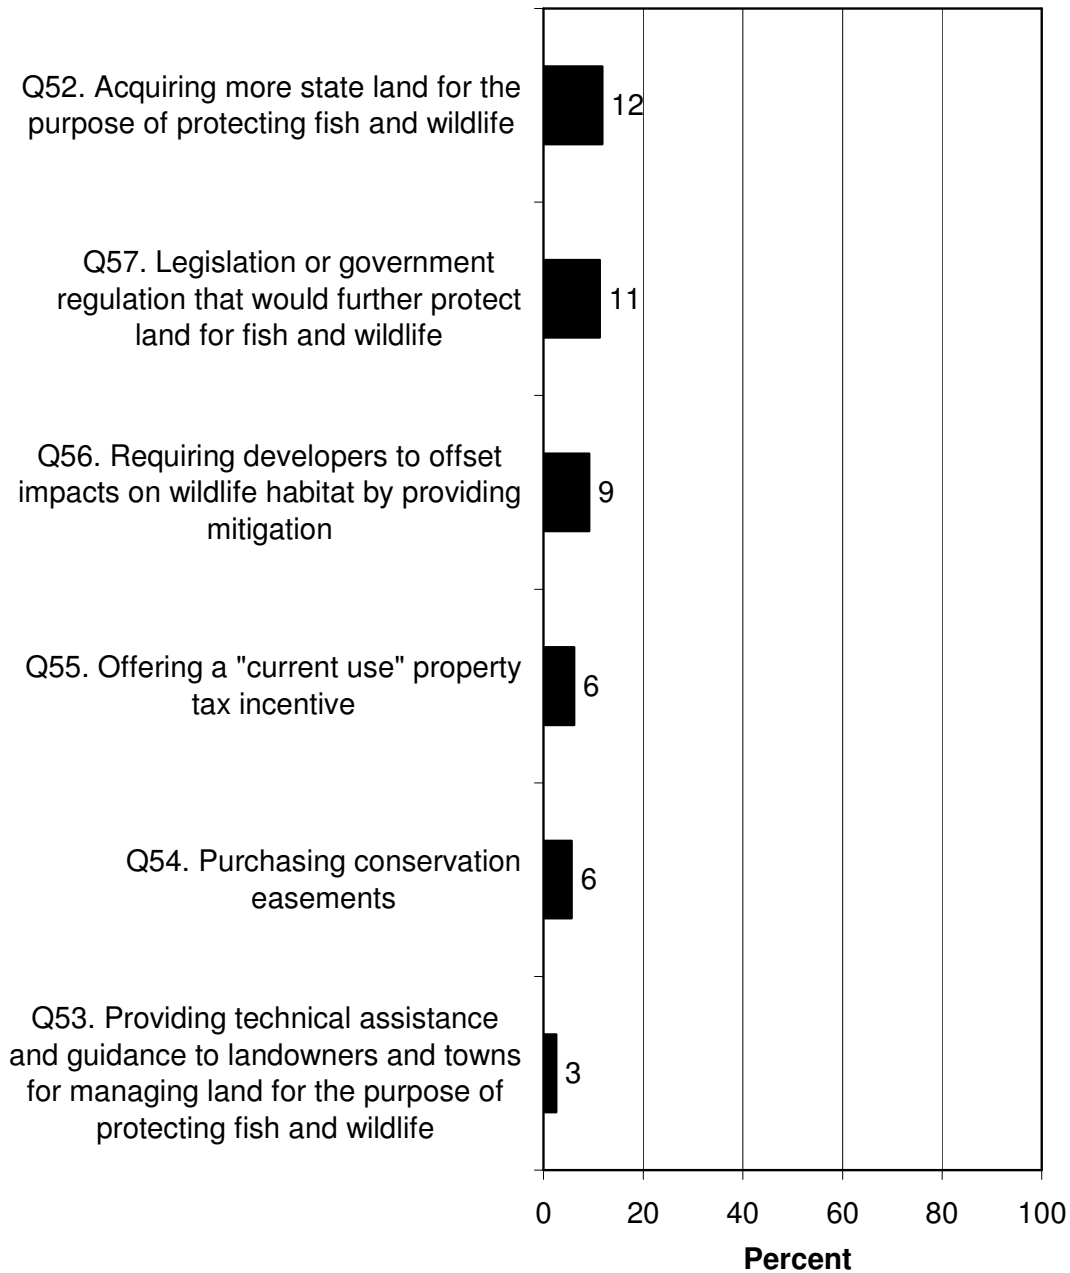 Q52. Acquiring more state land for the
purpose of protecting fish and wildlife
12
Q57. Legislation or government
regulation that would further protect
land for fish and wildlife
11
Q56. Requiring developers to offset
impacts on wildlife habitat by providing
mitigation
9
Q55. Offering a "current use" property
tax incentive
6
Q54. Purchasing conservation
easements
6
Q53. Providing technical assistance
and guidance to landowners and towns
for managing land for the purpose of
protecting fish and wildlife
3
0 20 40 60 80 100
Percent